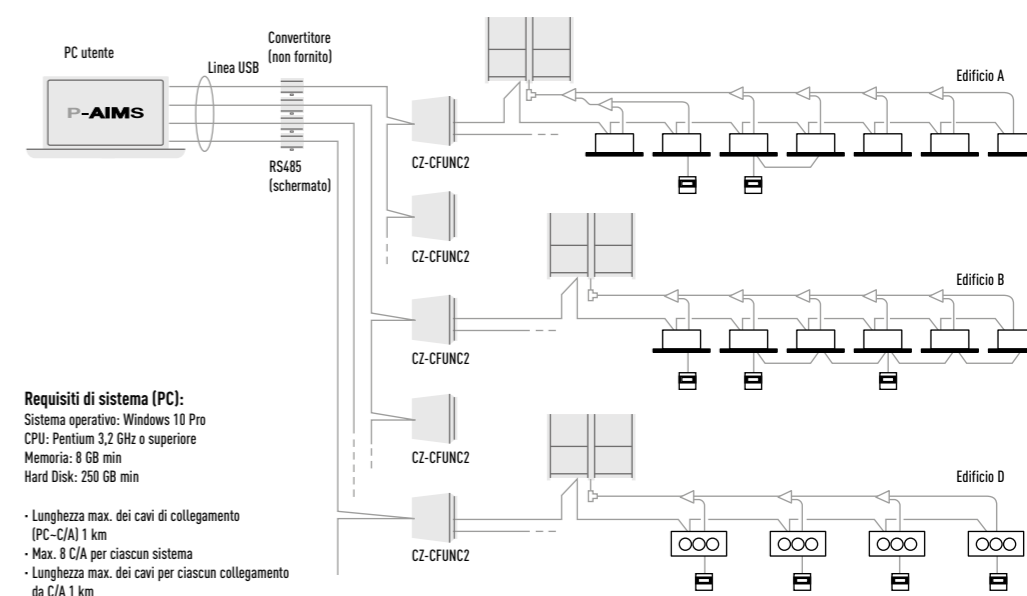 PC utente
P-AIMS
Linea USB
Convertitore
(non fornito)
RS485
(schermato)
CZ-CFUNC2
Edificio A
CZ-CFUNC2
Edificio B
CZ-CFUNC2
CZ-CFUNC2
Edificio D
CZ-CFUNC2
Requisiti di sistema (PC):
Sistema operativo: Windows 10 Pro
CPU: Pentium 3,2 GHz o superiore
Memoria: 8 GB min
Hard Disk: 250 GB min
· Lunghezza max. dei cavi di collegamento
(PC~C/A) 1 km
· Max. 8 C/A per ciascun sistema
· Lunghezza max. dei cavi per ciascun collegamento
da C/A 1 km